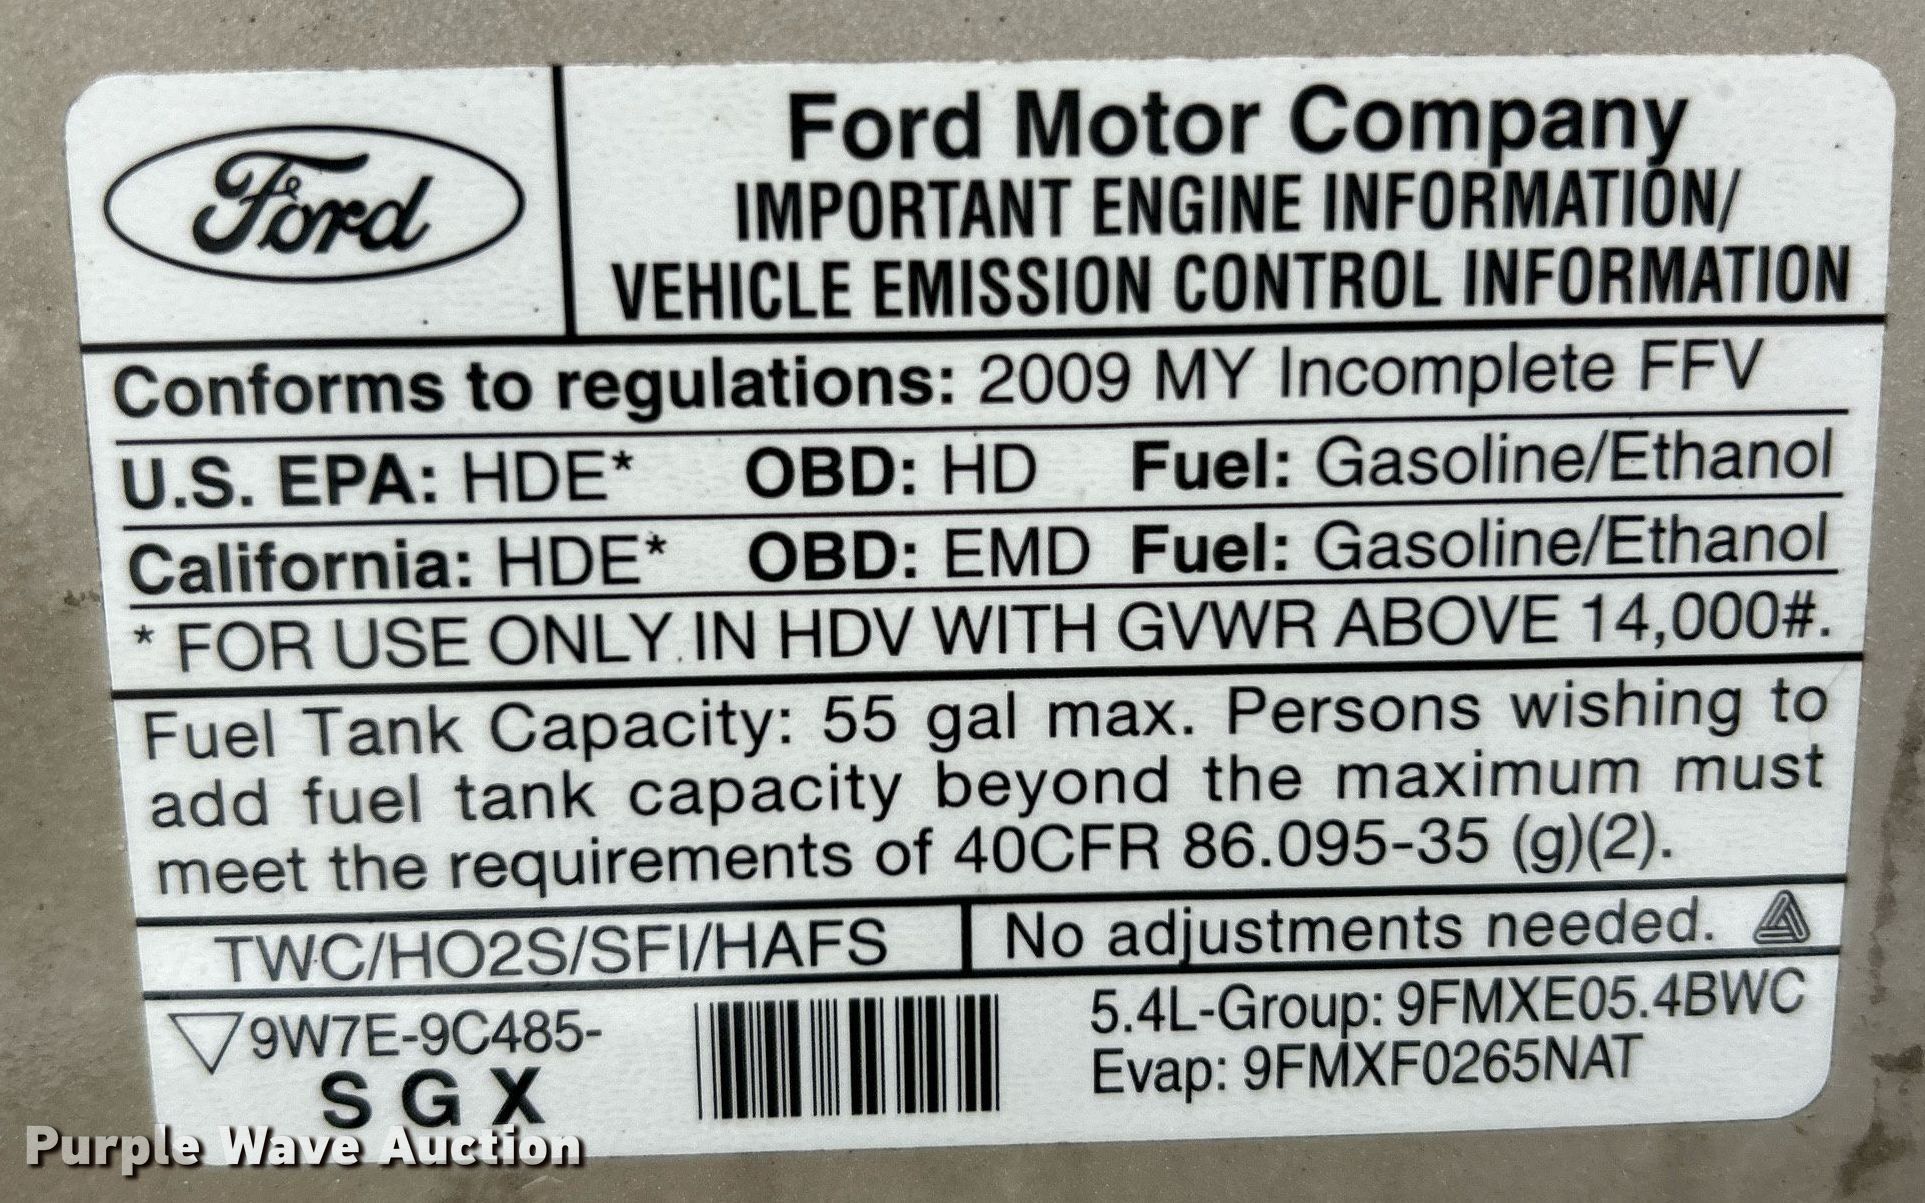 Ford
Ford Motor Company
IMPORTANT ENGINE INFORMATION/
VEHICLE EMISSION CONTROL INFORMATION
Conforms to regulations: 2009 MY Incomplete FFV
U.S. EPA: HDE* OBD: HD Fuel: Gasoline/Ethanol
California: HDE* OBD: EMD Fuel: Gasoline/Ethanol
* FOR USE ONLY IN HDV WITH GVWR ABOVE 14,000#.
Fuel Tank Capacity: 55 gal max. Persons wishing to
add fuel tank capacity beyond the maximum must
meet the requirements of 40CFR 86.095-35 (g)(2).
TWC/HO2S/SFI/HAFS No adjustments needed.
9W7E-9C485-
SGX
5.4L-Group: 9FMXE05.4BWC
Evap: 9FMXF0265NAT
Purple Wave Auction